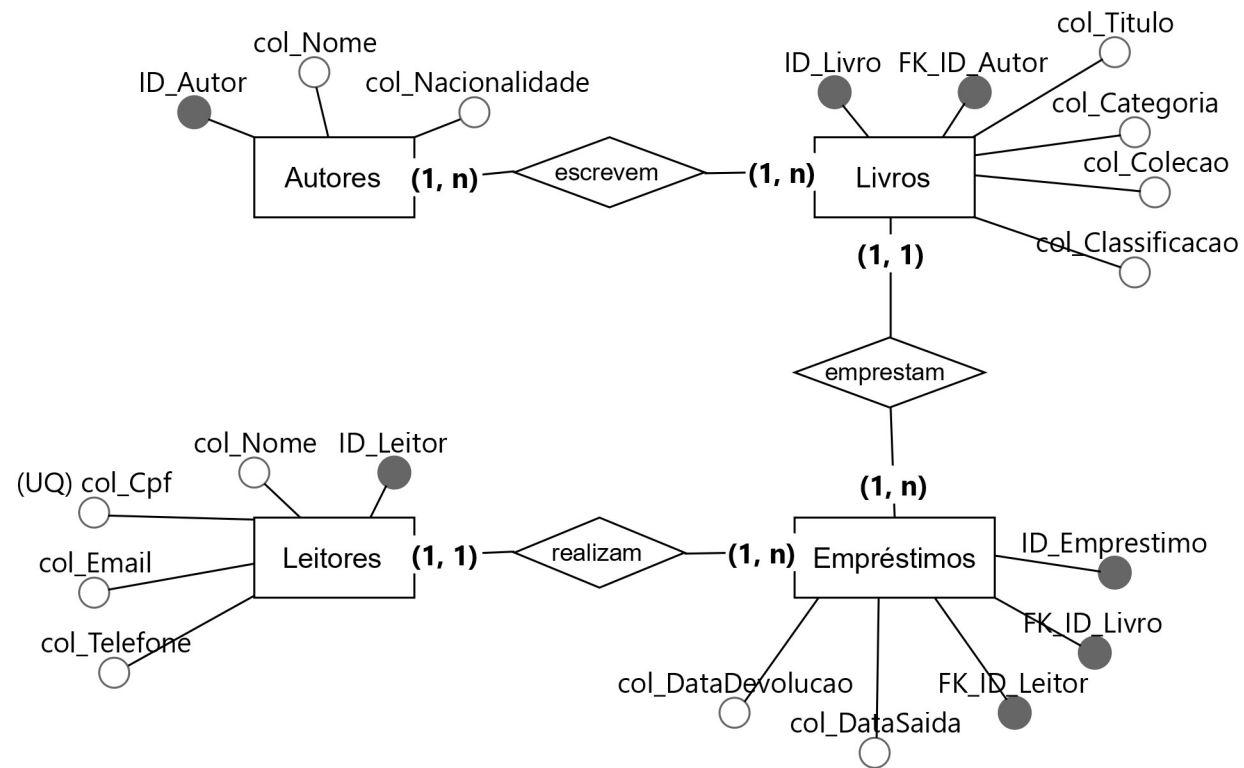 col_Nome
ID_Autor
col_Nacionalidade
Autores
(1, n)
escrevem
(1, n)
Livros
ID_Livro
FK_ID_Autor
col_Titulo
col_Categoria
col_Colecao
col_Classificacao
(1, 1)
emprestam
(1, n)
col_Nome
ID_Leitor
(UQ) col_Cpf
col_Email
col_Telefone
Leitores
(1, 1)
realizam
(1, n)
Empréstimos
ID_Emprestimo
FK_ID_Livro
FK_ID_Leitor
col_DataDevolucao
col_DataSaida